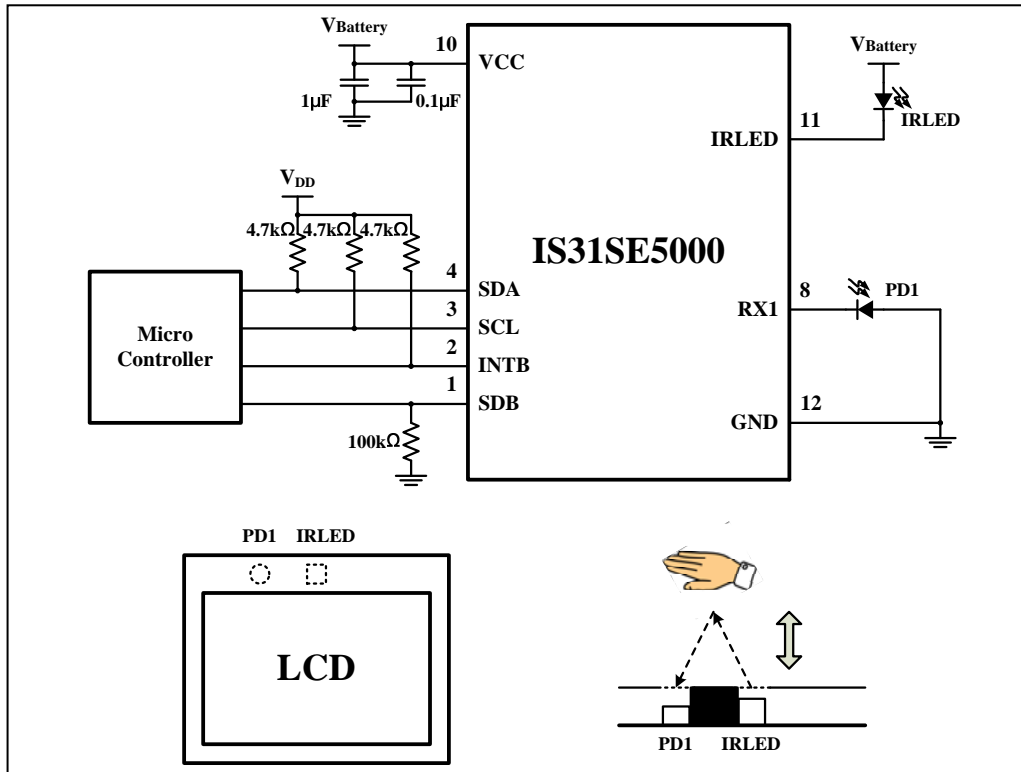 VBattery
10
VCC
1µF
0.1µF
VBattery
IRLED
11
IRLED
VDD
4.7kΩ 4.7kΩ 4.7kΩ
IS31SE5000
Micro
Controller
4
SDA
3
SCL
2
INTB
1
SDB
100kΩ
8
PD1
RX1
12
GND
PD1 IRLED
LCD
PD1 IRLED